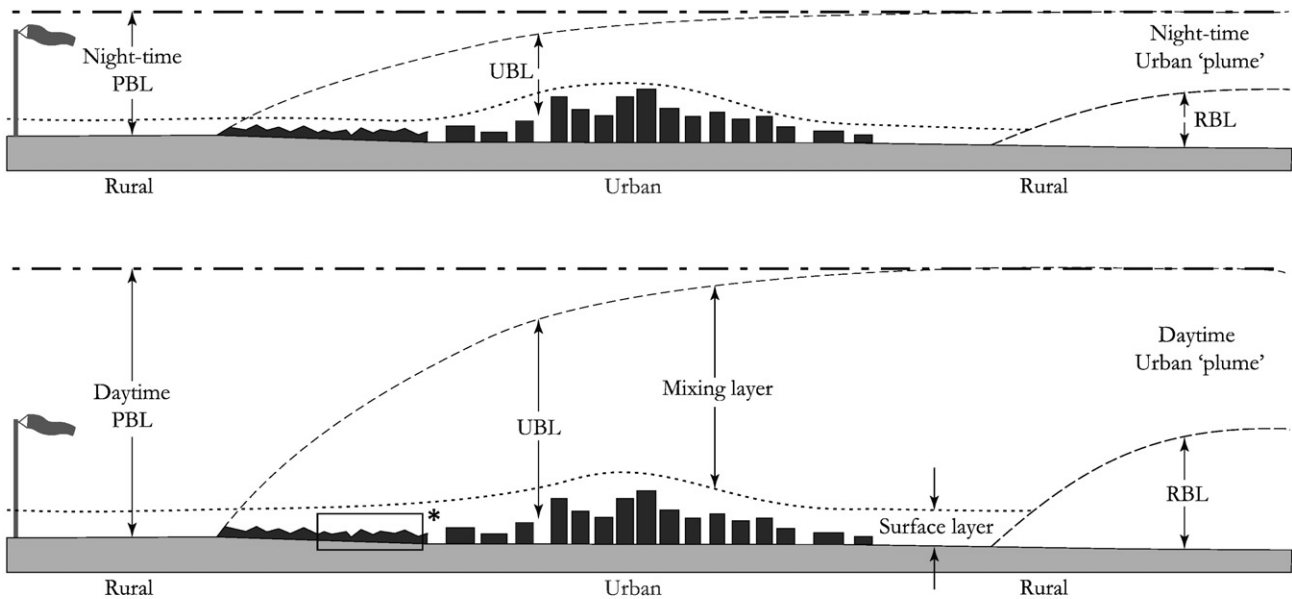 Night-time
PBL
UBL
Night-time
Urban ‘plume’
RBL
Rural
Urban
Rural
Daytime
PBL
UBL
Mixing layer
Daytime
Urban ‘plume’
RBL
*
Surface layer
Rural
Urban
Rural